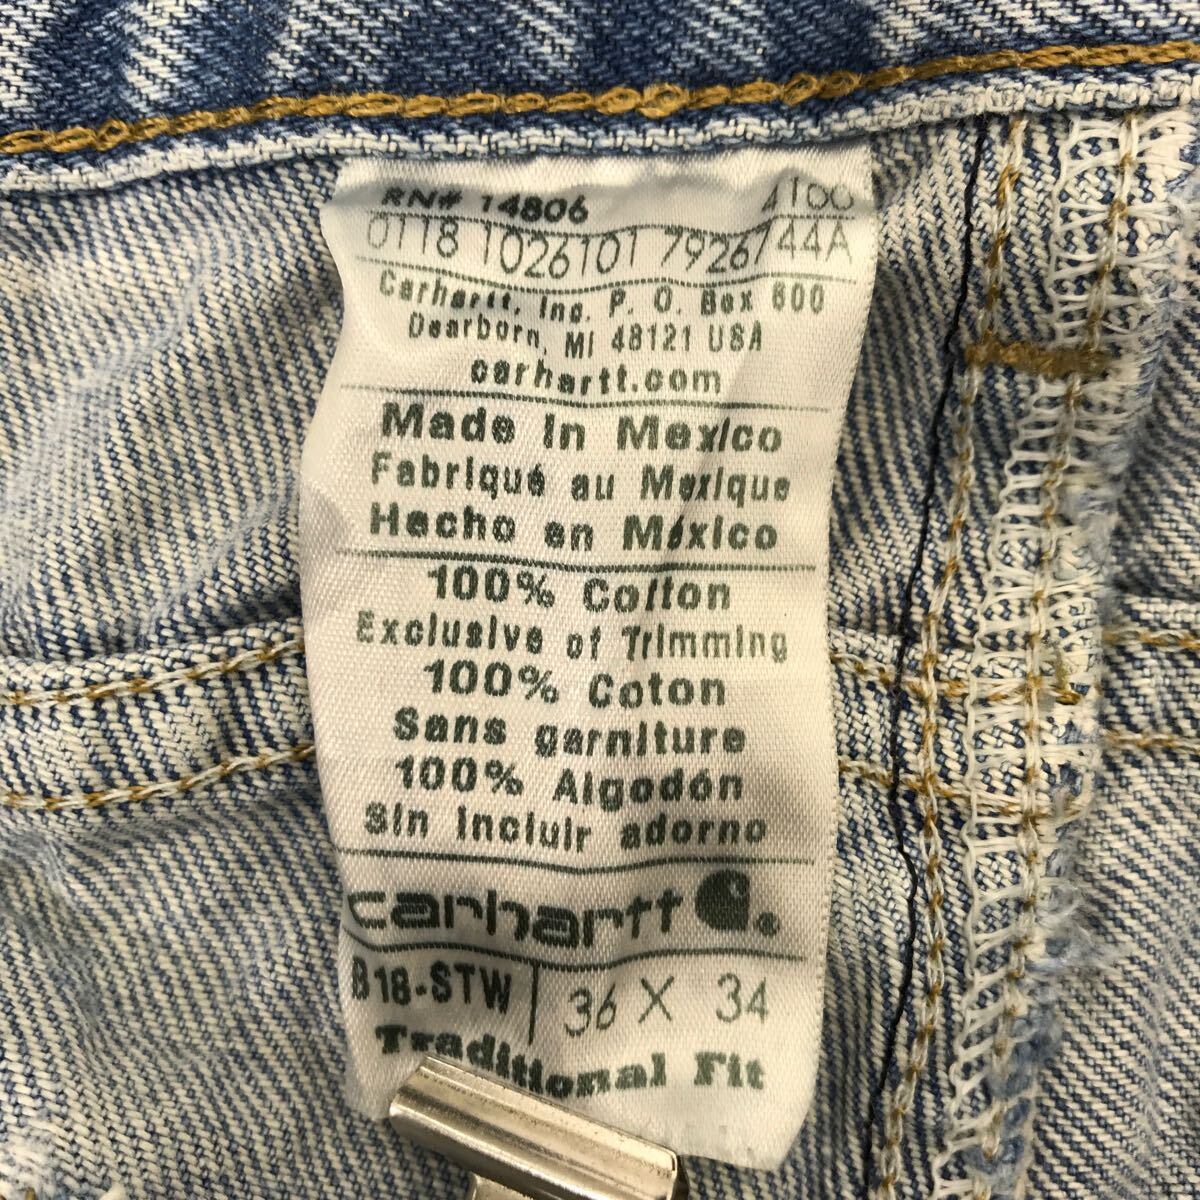 RN# 14806 4100
0118 1026101 7926744A
Carhartt, Inc. P. O. Box 600
Dearborn, MI 48121 USA
carhartt.com
Made in Mexico
Fabriqué au Mexique
Hecho en México
100% Cotton
Exclusive of Trimming
100% Coton
Sans garniture
100% Algodón
Sin incluir adorno
carhartt
B18-STW 36 X 34
Traditional Fit